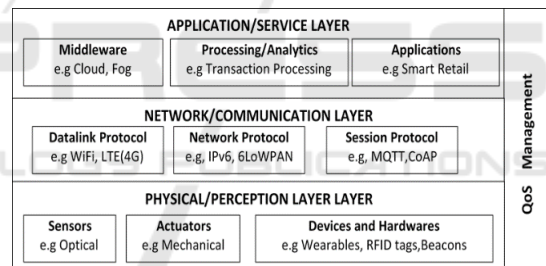 APPLICATION/SERVICE LAYER
Middleware
e.g Cloud, Fog
Processing/Analytics
e.g Transaction Processing
Applications
e.g Smart Retail
NETWORK/COMMUNICATION LAYER
Datalink Protocol
e.g WiFi, LTE(4G)
Network Protocol
e.g, IPv6, 6LoWPAN
Session Protocol
e.g, MQTT,CoAP
PHYSICAL/PERCEPTION LAYER LAYER
Sensors
e.g Optical
Actuators
e.g Mechanical
Devices and Hardwares
e.g Wearables, RFID tags,Beacons
QoS Management
PUBLICATIONS